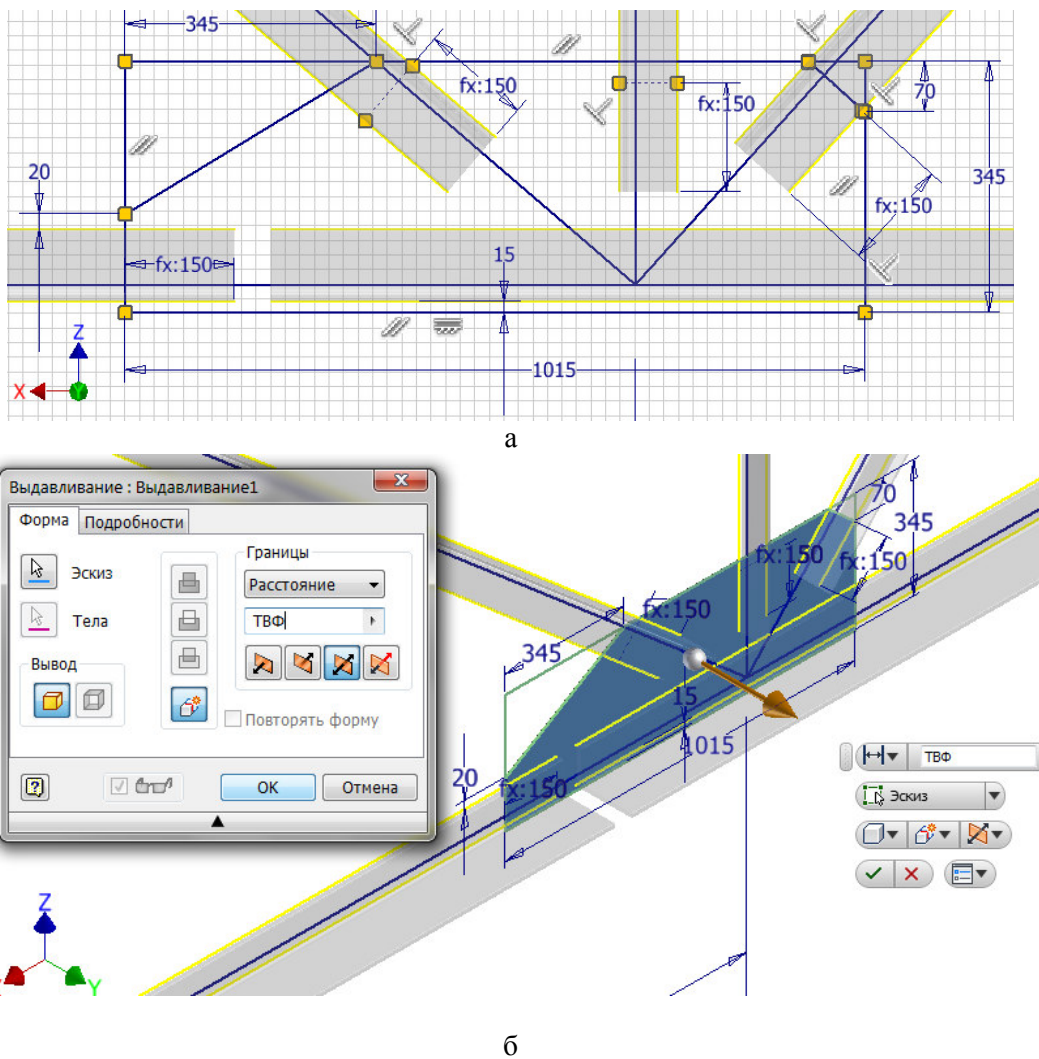 345
fx:150
fx:150
70
20
345
fx:150
fx:150
15
Z
1015
X
Y
а
Выдавливание : Выдавливание1
Форма Подробности
Границы
Эскиз
Расстояние
Тела
ТВФ
Вывод
Повторять форму
ОК Отмена
70
345
fx:150
fx:150
fx:150
345
15
1015
20
fx:150
ТВФ
Эскиз
Z
Y
б